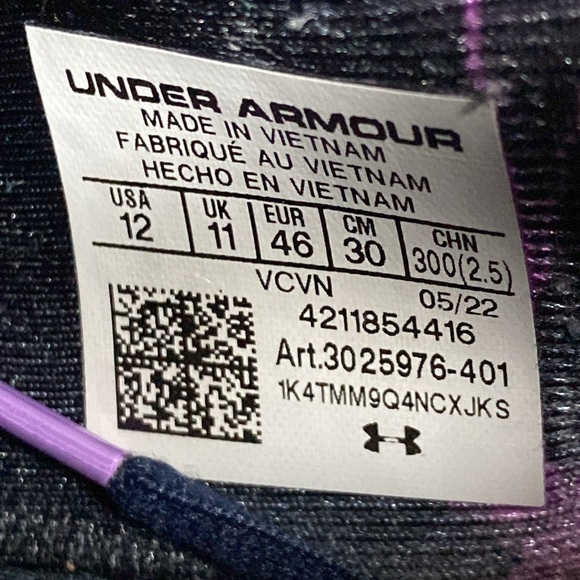 UNDER ARMOUR
MADE IN VIETNAM
FABRIQUÉ AU VIETNAM
HECHO EN VIETNAM
USA UK EUR CM CHN
12 11 46 30 300(2.5)
VCVN 05/22
4211854416
Art.3025976-401
1K4TMM9Q4NCXJKS